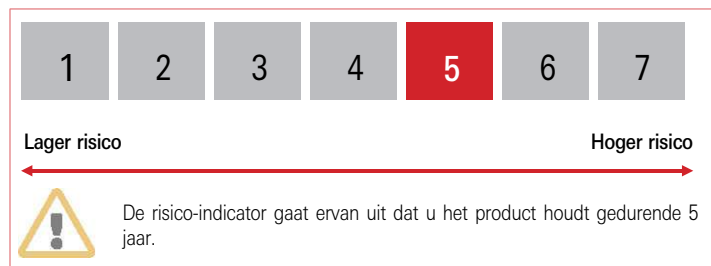 1 2 3 4 5 6 7
Lager risico Hoger risico
De risico-indicator gaat ervan uit dat u het product houdt gedurende 5
jaar.